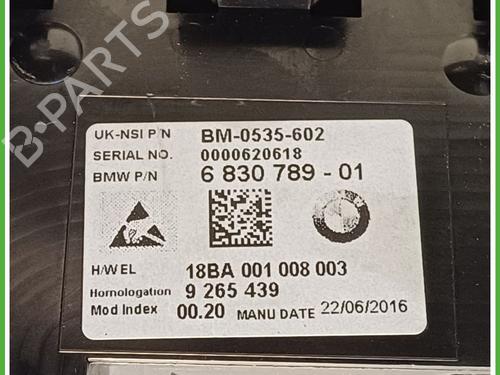 B-PARTS
UK-NSI P/N BM-0535-602
SERIAL NO. 0000620618
BMW P/N 6 830 789 - 01
H/W EL 18BA 001 008 003
Homologation 9 265 439
Mod Index 00.20 MANU DATE 22/06/2016